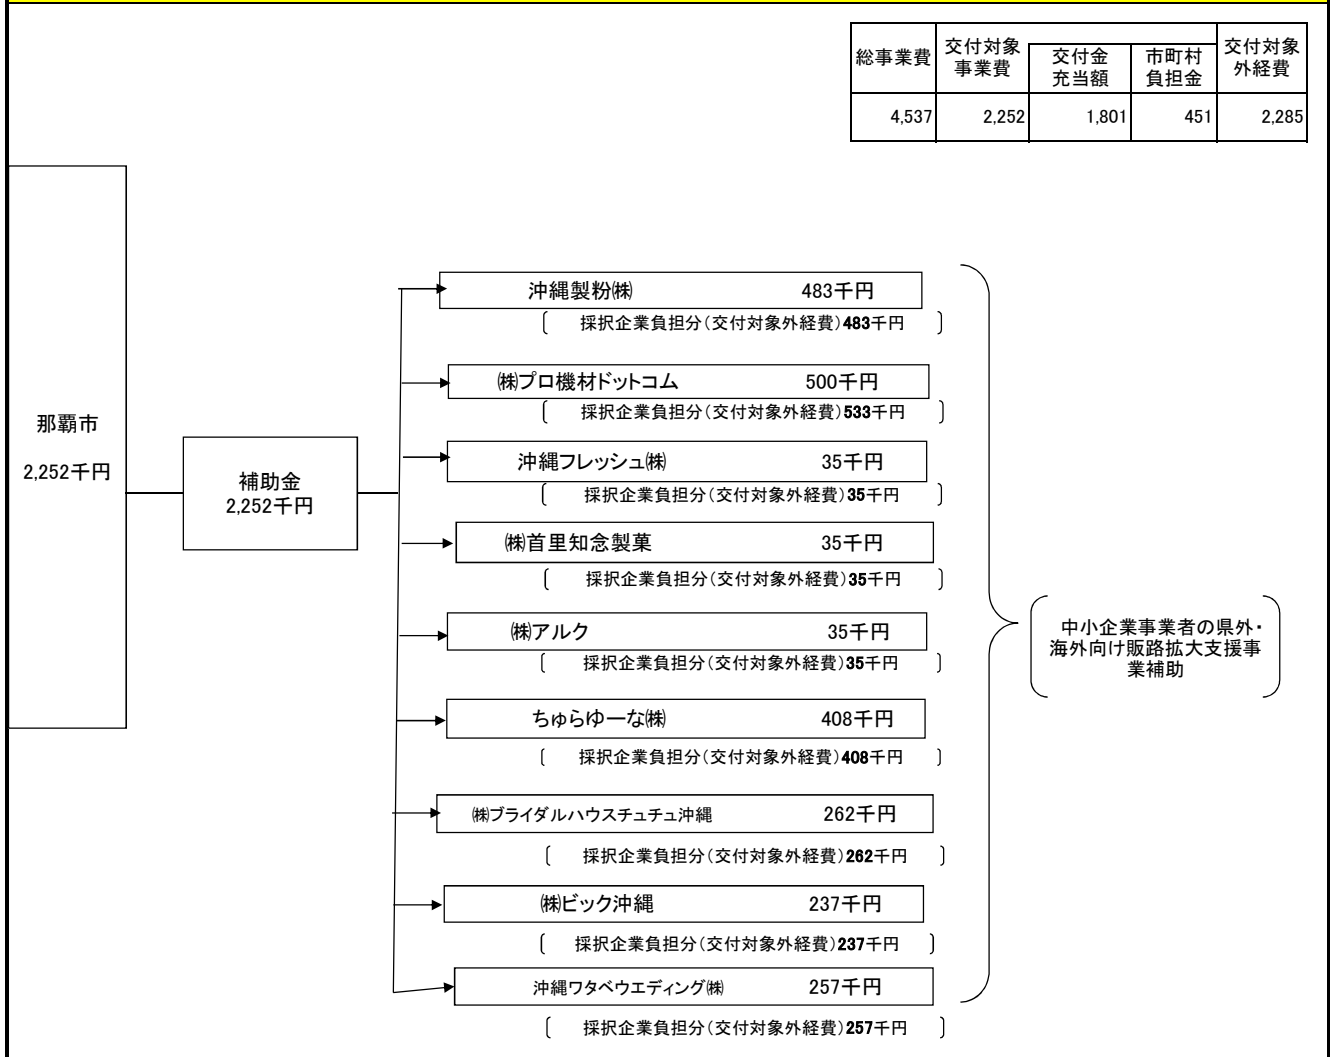 総事業費 交付対象事業費 交付金充当額 市町村負担金 交付対象外経費
4,537 2,252 1,801 451 2,285
那覇市
2,252千円
補助金
2,252千円
沖縄製粉㈱ 483千円
採択企業負担分(交付対象外経費)483千円
㈱プロ機材ドットコム 500千円
採択企業負担分(交付対象外経費)533千円
沖縄フレッシュ㈱ 35千円
採択企業負担分(交付対象外経費)35千円
㈱首里知念製菓 35千円
採択企業負担分(交付対象外経費)35千円
㈱アルク 35千円
採択企業負担分(交付対象外経費)35千円
ちゅらゆーな㈱ 408千円
採択企業負担分(交付対象外経費)408千円
㈱ブライダルハウスチュチュ沖縄 262千円
採択企業負担分(交付対象外経費)262千円
㈱ビック沖縄 237千円
採択企業負担分(交付対象外経費)237千円
沖縄ワタベウエディング㈱ 257千円
採択企業負担分(交付対象外経費)257千円
中小企業事業者の県外・
海外向け販路拡大支援事
業補助